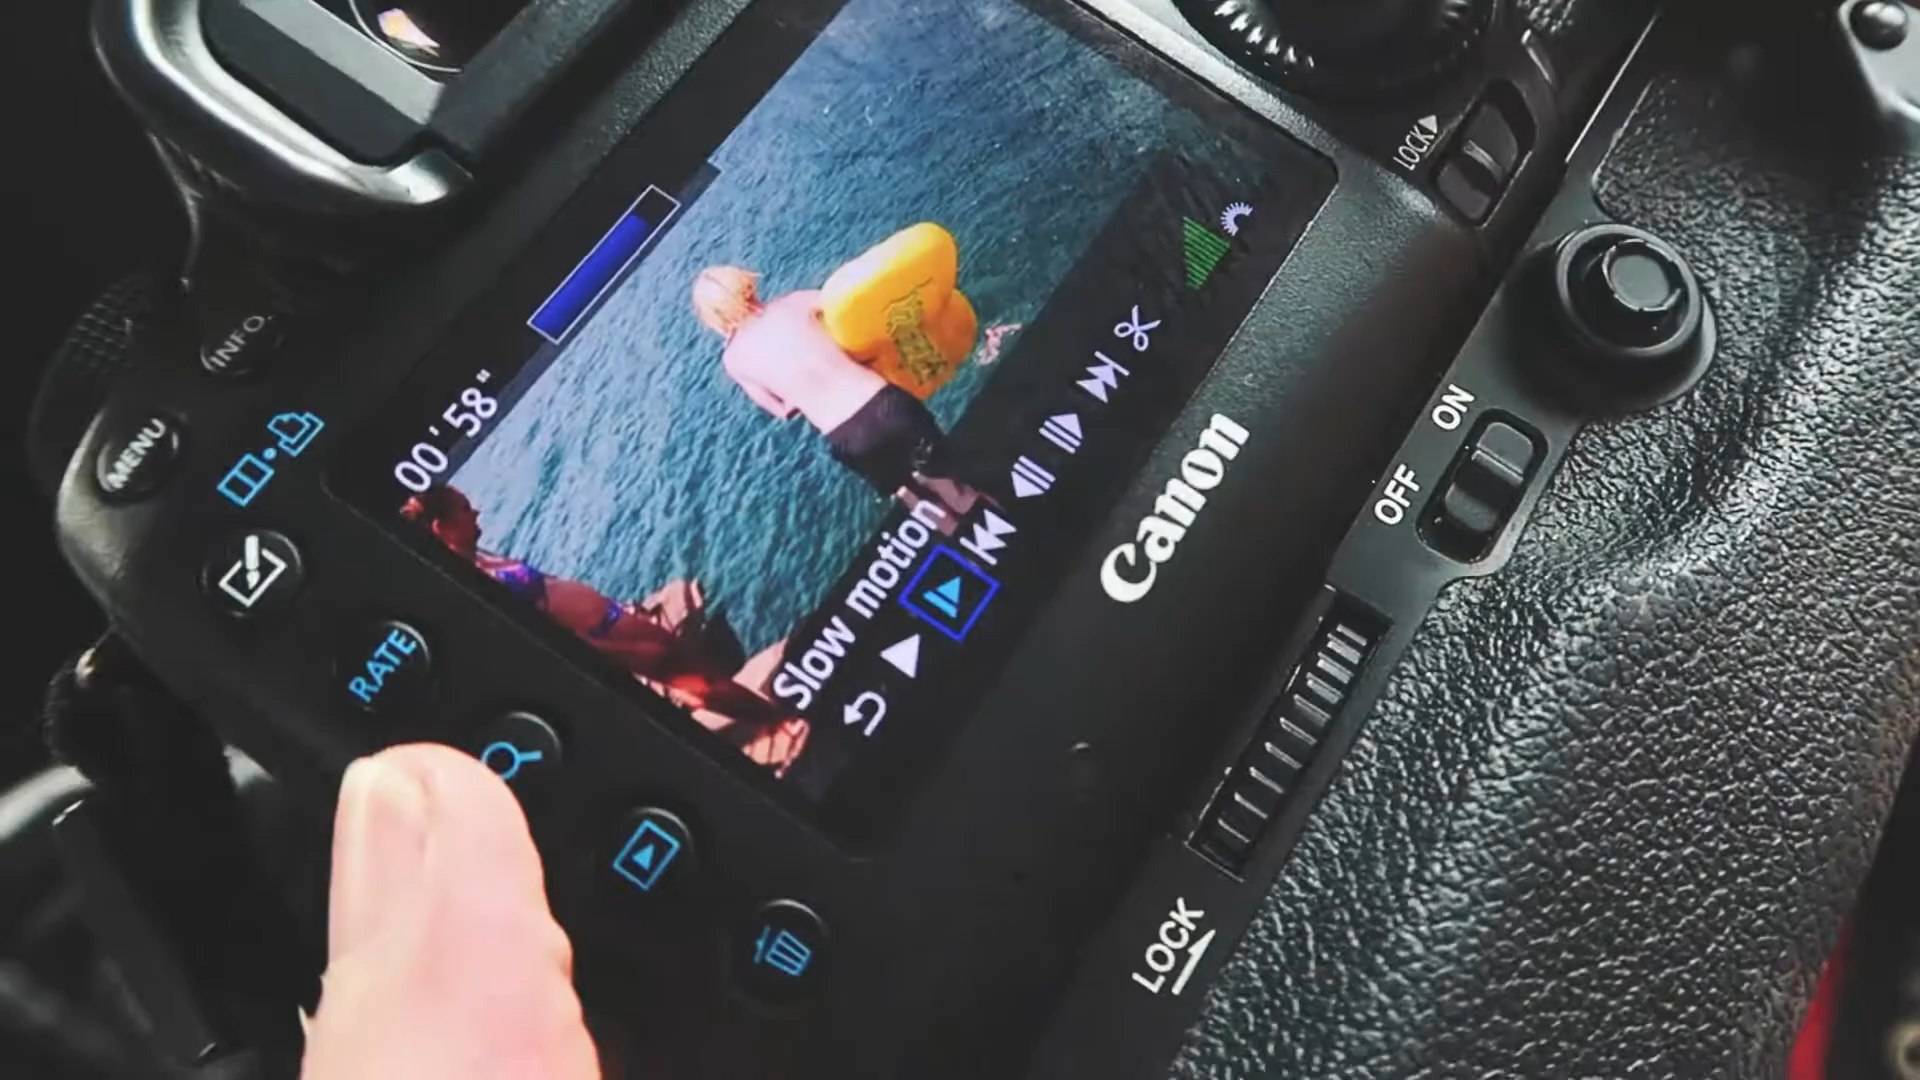 INFO.
MENU
RATE
00'58"
Slow motion
Canon
LOCK▶
ON
OFF
LOCK